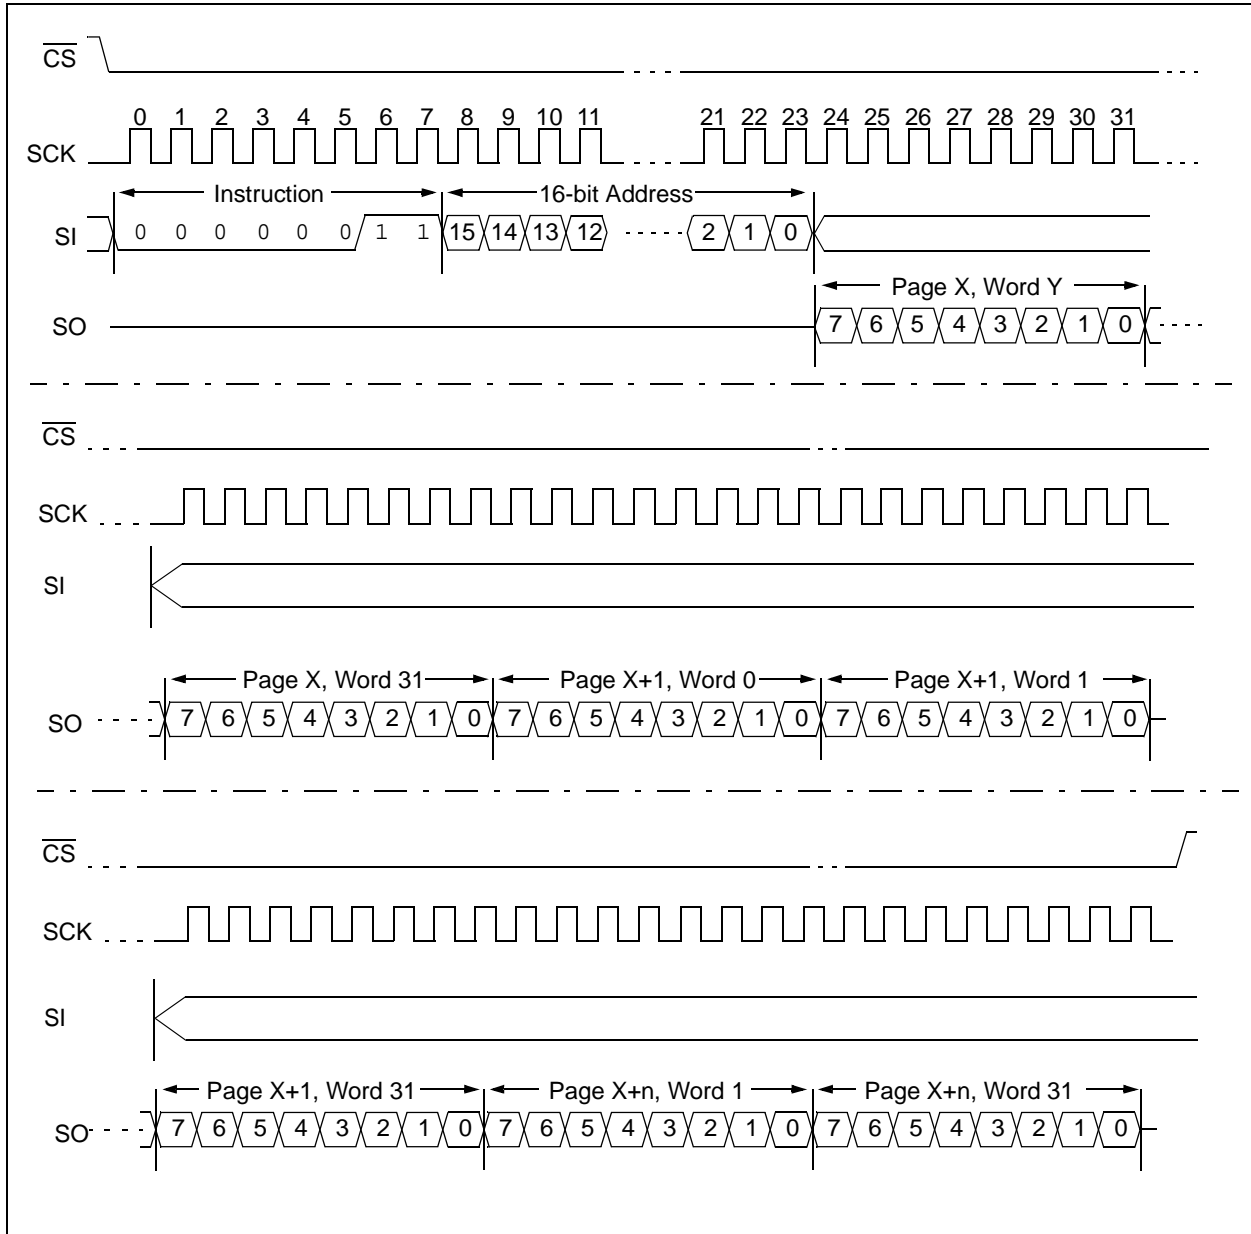 CS
0 1 2 3 4 5 6 7 8 9 10 11 21 22 23 24 25 26 27 28 29 30 31
SCK
Instruction 16-bit Address
SI 0 0 0 0 0 0 1 1 15 14 13 12 2 1 0
Page X, Word Y
SO 7 6 5 4 3 2 1 0
CS
SCK
SI
Page X, Word 31 Page X+1, Word 0 Page X+1, Word 1
SO 7 6 5 4 3 2 1 0 7 6 5 4 3 2 1 0 7 6 5 4 3 2 1 0
CS
SCK
SI
Page X+1, Word 31 Page X+n, Word 1 Page X+n, Word 31
SO 7 6 5 4 3 2 1 0 7 6 5 4 3 2 1 0 7 6 5 4 3 2 1 0